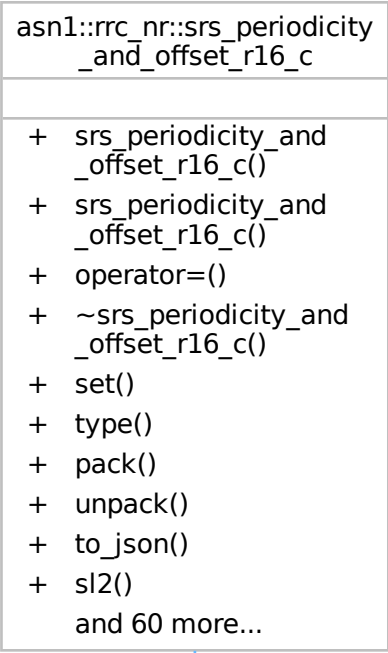 asn1::rrc_nr::srs_periodicity
_and_offset_r16_c
+ srs_periodicity_and
_offset_r16_c()
+ srs_periodicity_and
_offset_r16_c()
+ operator=()
+ ~srs_periodicity_and
_offset_r16_c()
+ set()
+ type()
+ pack()
+ unpack()
+ to_json()
+ sl2()
and 60 more...